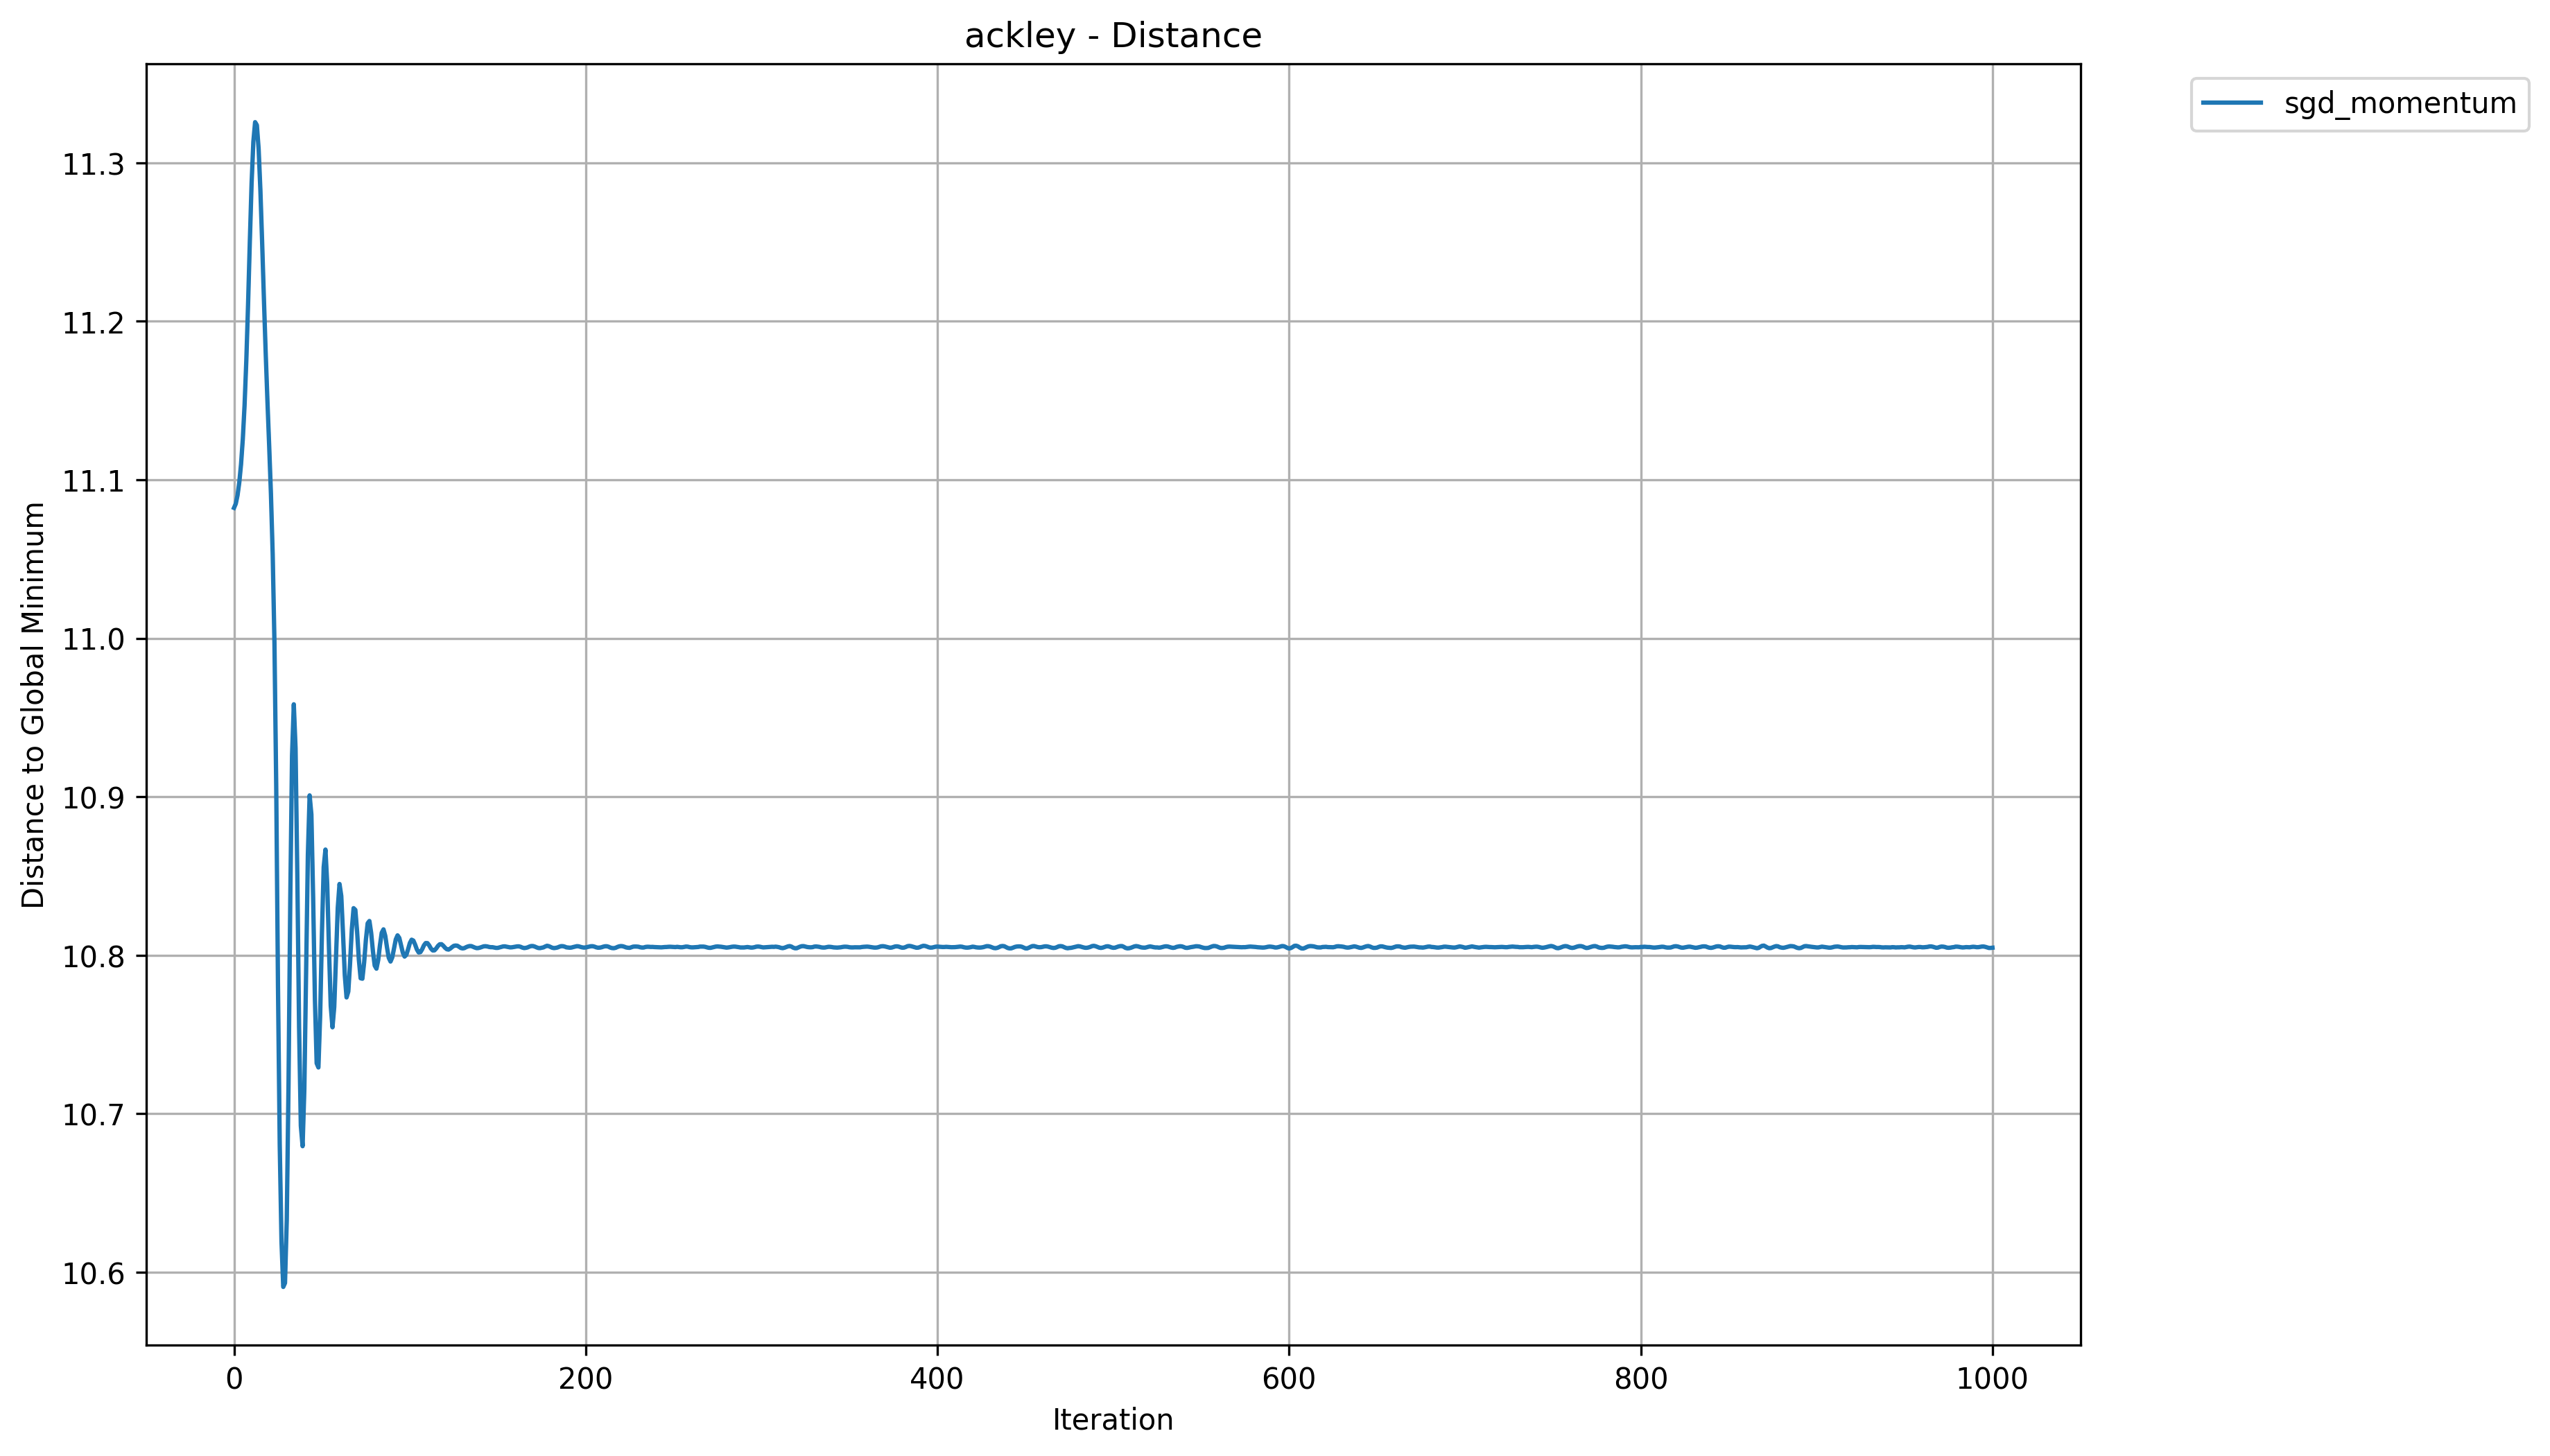 ackley - Distance
sgd_momentum
Distance to Global Minimum
11.3
11.2
11.1
11.0
10.9
10.8
10.7
10.6
0 200 400 600 800 1000
Iteration